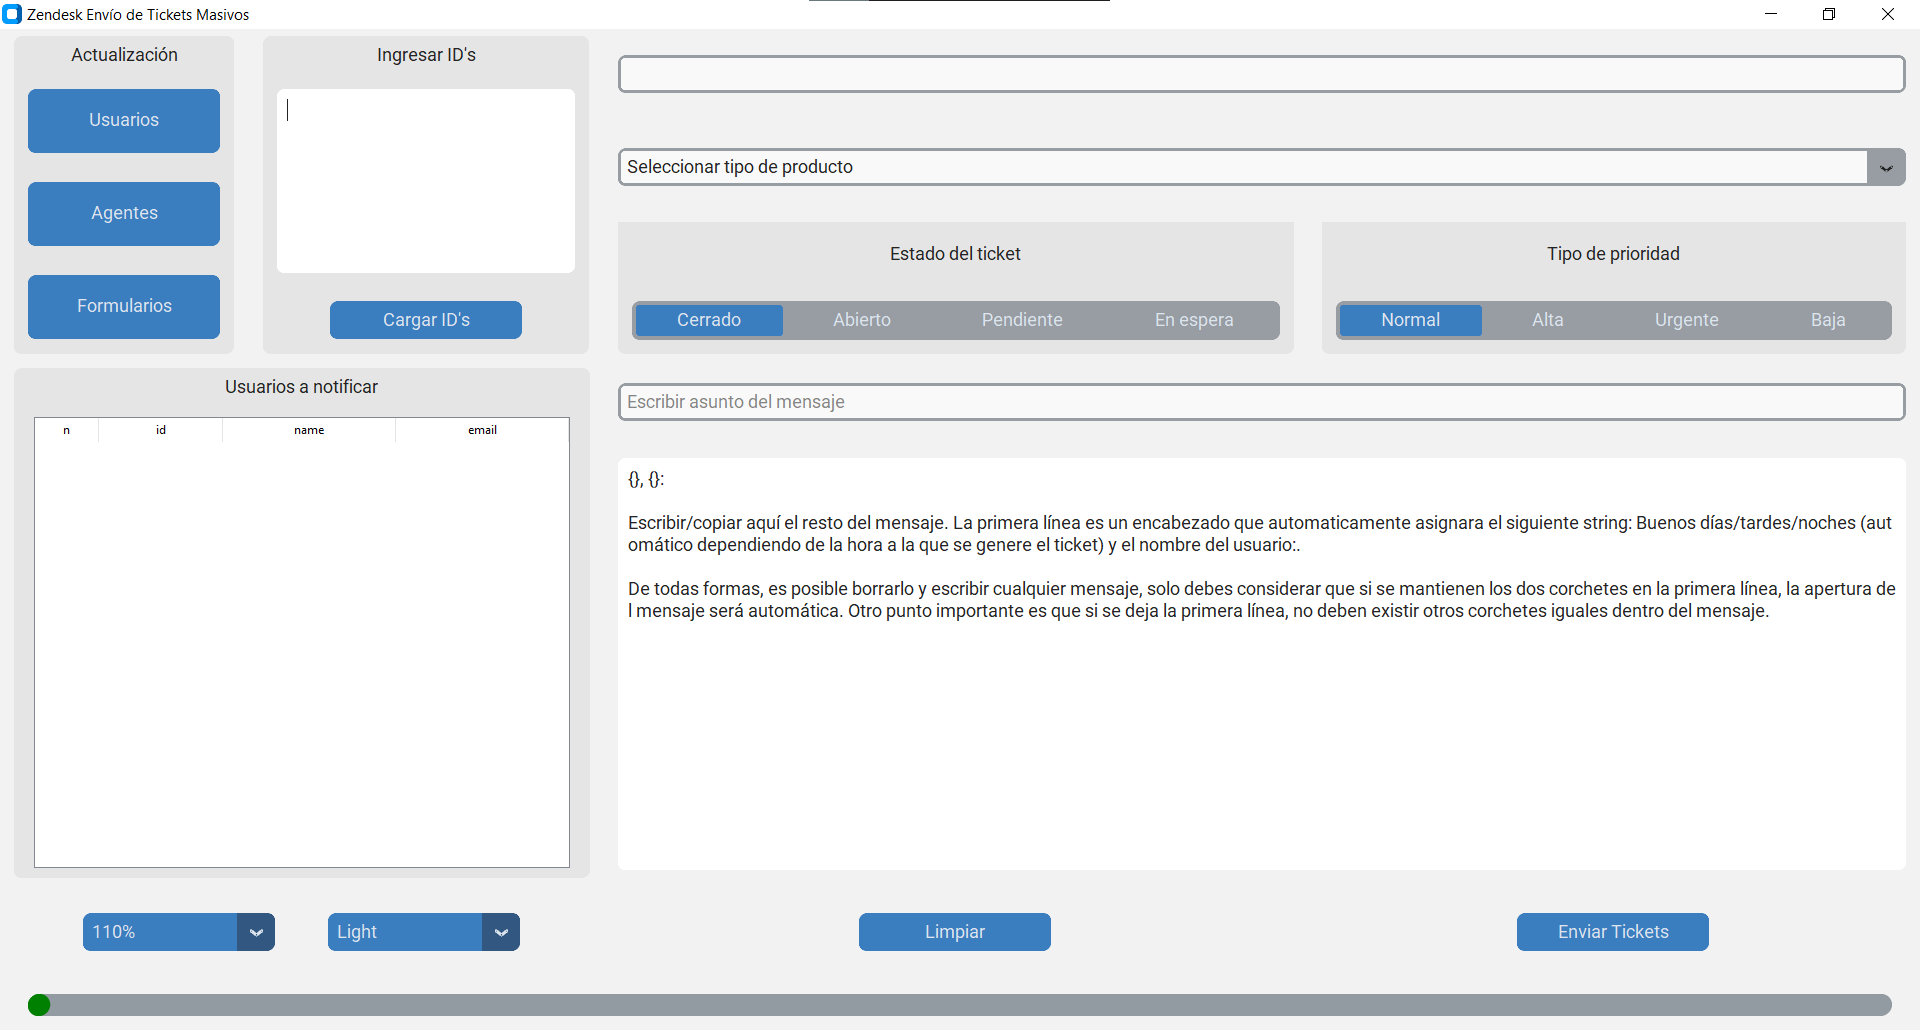 Zendesk Envío de Tickets Masivos
Actualización
Usuarios
Agentes
Formularios
Ingresar ID's
Cargar ID's
Seleccionar tipo de producto
Estado del ticket
Cerrado Abierto Pendiente En espera
Tipo de prioridad
Normal Alta Urgente Baja
Usuarios a notificar
n id name email
Escribir asunto del mensaje
{}, {}:
Escribir/copiar aquí el resto del mensaje. La primera línea es un encabezado que automaticamente asignara el siguiente string: Buenos días/tardes/noches (aut
omático dependiendo de la hora a la que se genere el ticket) y el nombre del usuario:.
De todas formas, es posible borrarlo y escribir cualquier mensaje, solo debes considerar que si se mantienen los dos corchetes en la primera línea, la apertura de
l mensaje será automática. Otro punto importante es que si se deja la primera línea, no deben existir otros corchetes iguales dentro del mensaje.
110%
Light
Limpiar
Enviar Tickets